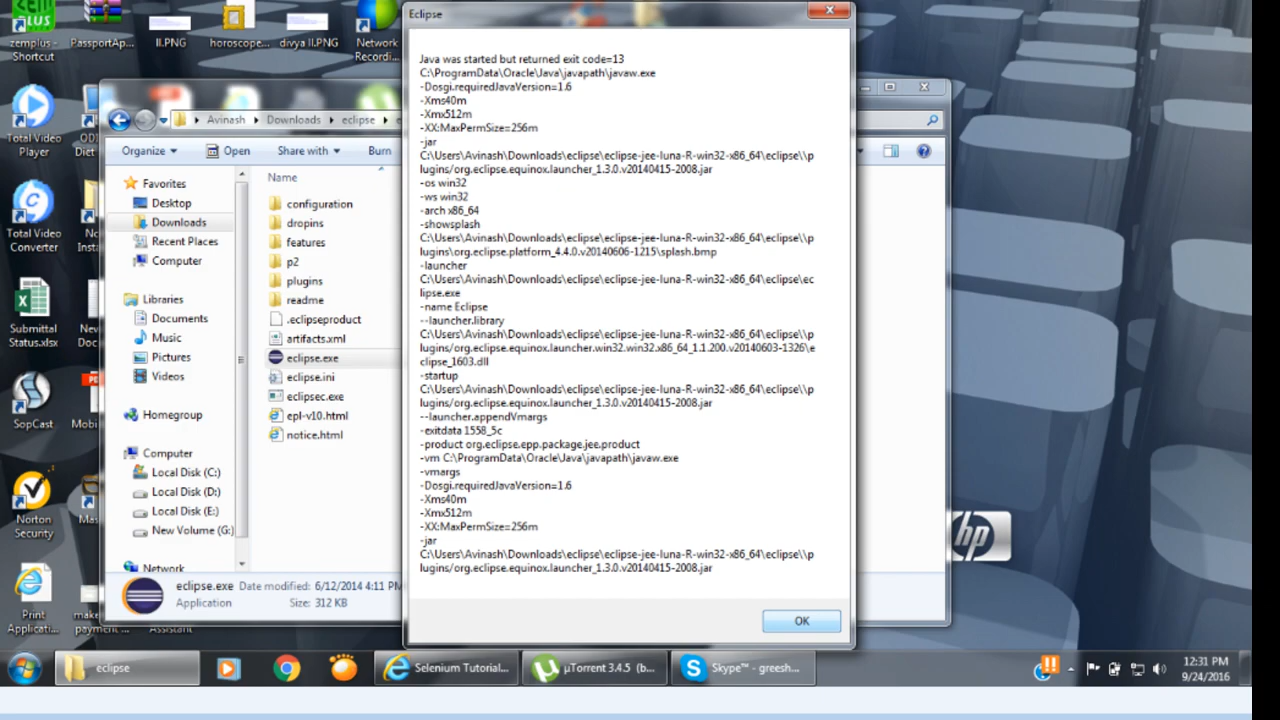 zemplus -
Shortcut
PassportAp...
II.PNG
horoscope...
divya II.PNG
Network
Recordi...
Total Video
Player
Diet
Total Video
Converter
Insta
Submittal
Status.xlsx
New
Doc
SopCast
Mobi
Norton
Security
Mas
Print
Applicati...
make
payment ...
Assistant
Avinash
Downloads
eclipse
Organize
Open
Share with
Burn
Favorites
Desktop
Downloads
Recent Places
Computer
Libraries
Documents
Music
Pictures
Videos
Homegroup
Computer
Local Disk (C:)
Local Disk (D:)
Local Disk (E:)
New Volume (G:)
Network
Name
configuration
dropins
features
p2
plugins
readme
.eclipseproduct
artifacts.xml
eclipse.exe
eclipse.ini
eclipsec.exe
epl-v10.html
notice.html
eclipse.exe Date modified: 6/12/2014 4:11 PM
Application Size: 312 KB
Eclipse
Java was started but returned exit code=13
C:\ProgramData\Oracle\Java\javapath\javaw.exe
-Dosgi.requiredJavaVersion=1.6
-Xms40m
-Xmx512m
-XX:MaxPermSize=256m
-jar
C:\Users\Avinash\Downloads\eclipse\eclipse-jee-luna-R-win32-x86_64\eclipse\\p
lugins/org.eclipse.equinox.launcher_1.3.0.v20140415-2008.jar
-os win32
-ws win32
-arch x86_64
-showsplash
C:\Users\Avinash\Downloads\eclipse\eclipse-jee-luna-R-win32-x86_64\eclipse\\p
lugins\org.eclipse.platform_4.4.0.v20140606-1215\splash.bmp
-launcher
C:\Users\Avinash\Downloads\eclipse\eclipse-jee-luna-R-win32-x86_64\eclipse\ec
lipse.exe
-name Eclipse
--launcher.library
C:\Users\Avinash\Downloads\eclipse\eclipse-jee-luna-R-win32-x86_64\eclipse\\p
lugins/org.eclipse.equinox.launcher.win32.win32.x86_64_1.1.200.v20140603-1326\e
clipse_1603.dll
-startup
C:\Users\Avinash\Downloads\eclipse\eclipse-jee-luna-R-win32-x86_64\eclipse\\p
lugins/org.eclipse.equinox.launcher_1.3.0.v20140415-2008.jar
--launcher.appendVmargs
-exitdata 1558_5c
-product org.eclipse.epp.package.jee.product
-vm C:\ProgramData\Oracle\Java\javapath\javaw.exe
-vmargs
-Dosgi.requiredJavaVersion=1.6
-Xms40m
-Xmx512m
-XX:MaxPermSize=256m
-jar
C:\Users\Avinash\Downloads\eclipse\eclipse-jee-luna-R-win32-x86_64\eclipse\\p
lugins/org.eclipse.equinox.launcher_1.3.0.v20140415-2008.jar
OK
hp
eclipse
Selenium Tutorial...
µTorrent 3.4.5 (b...
Skype™ - greesh...
12:31 PM
9/24/2016